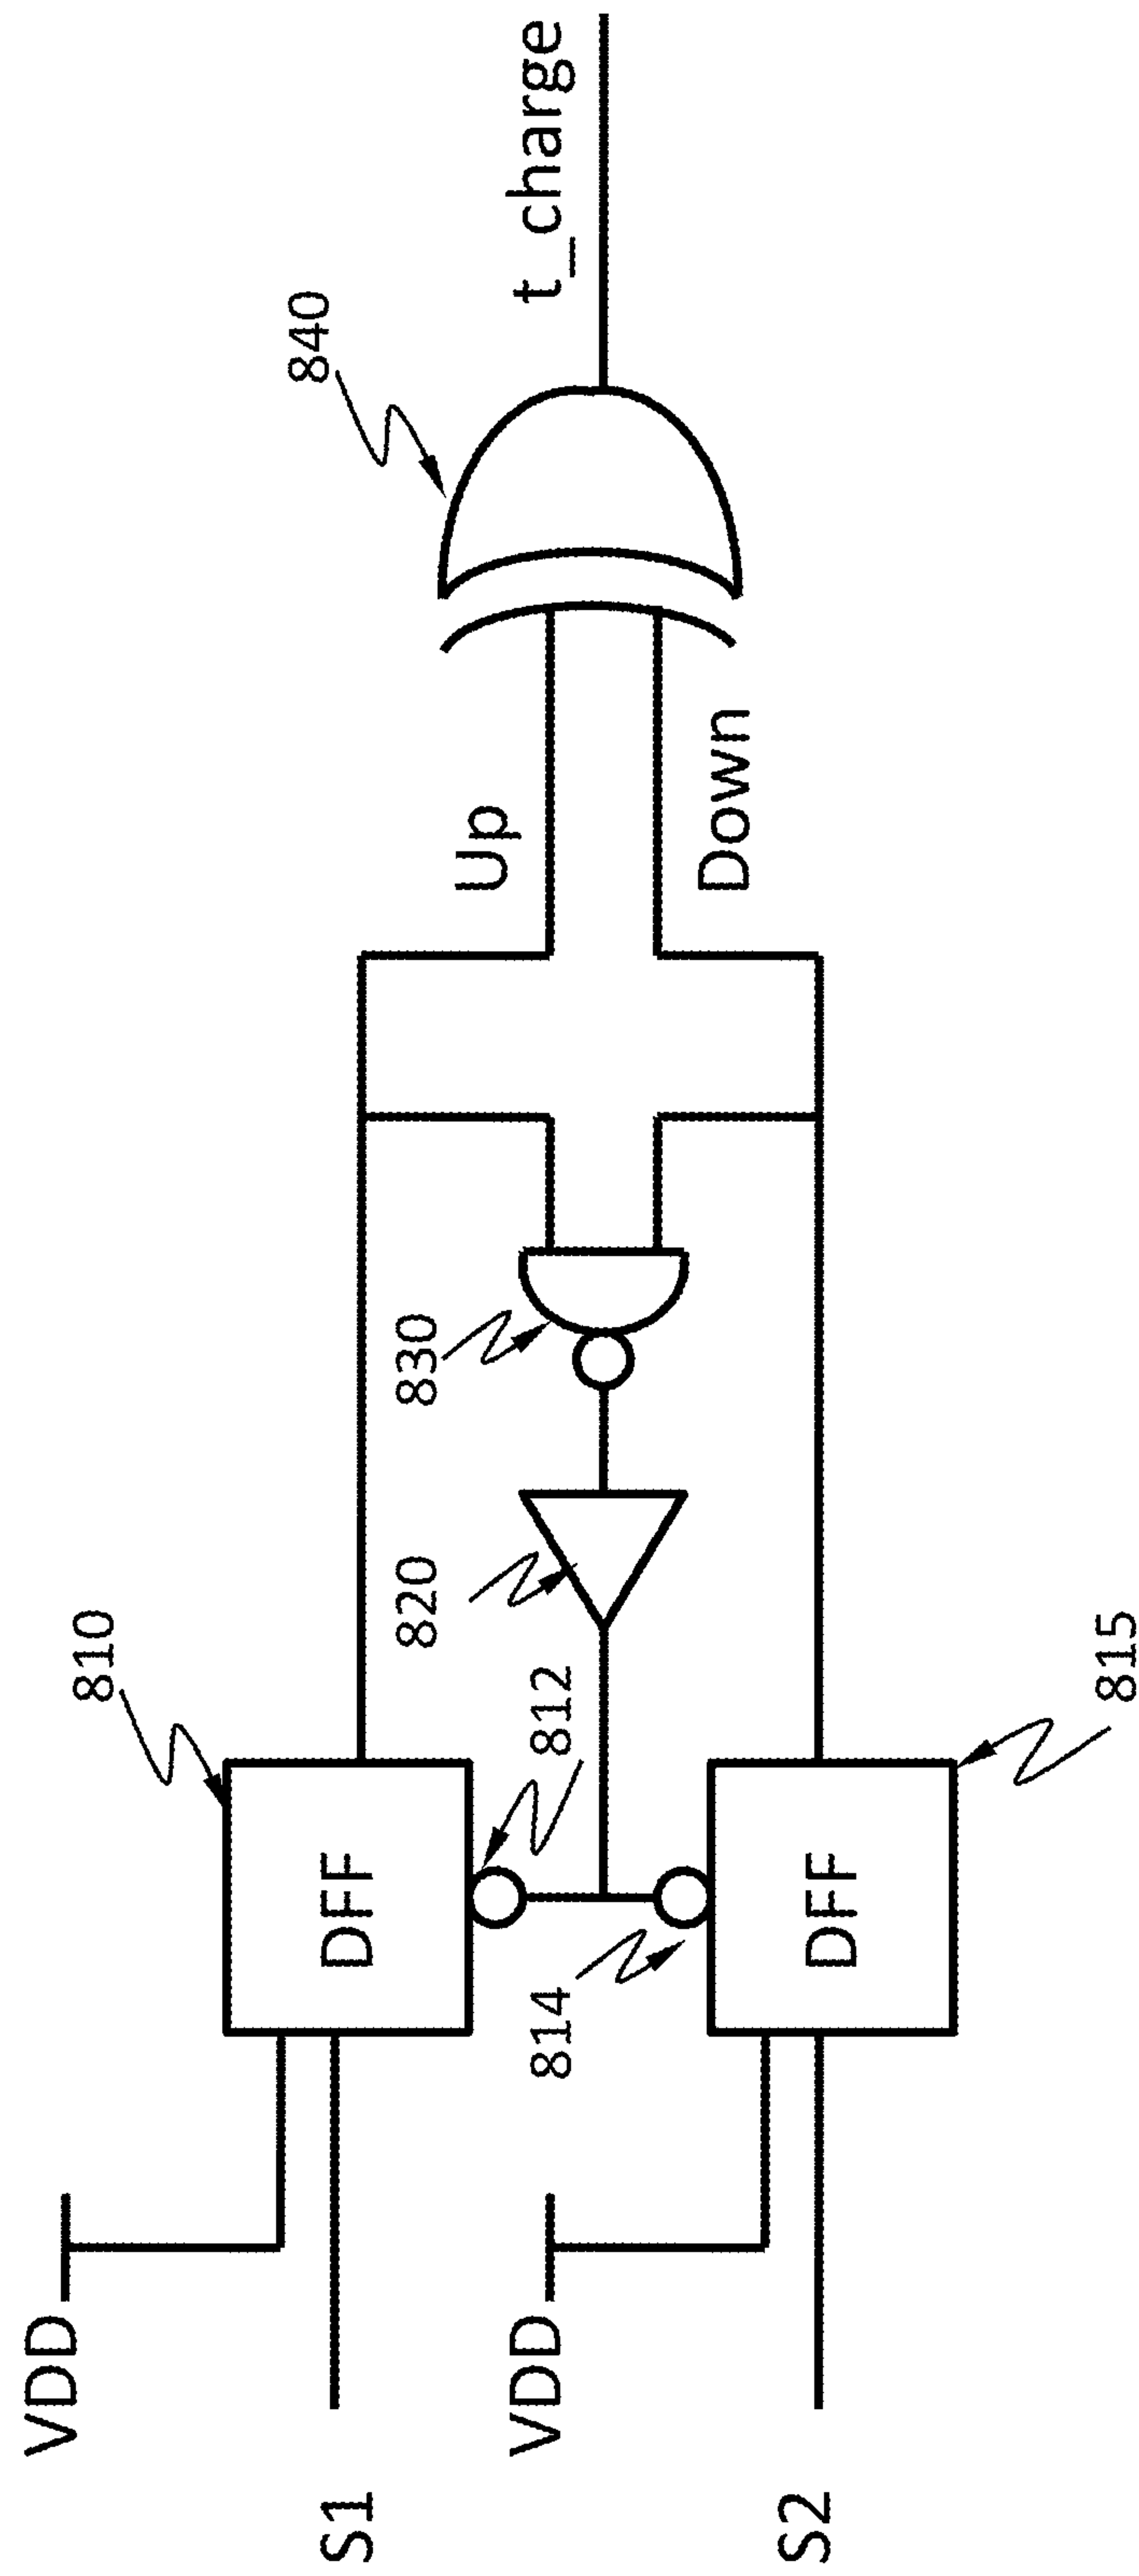 VDD
810
DFF
S1
812
820
830
Up
840
t_charge
VDD
814
DFF
S2
815
Down